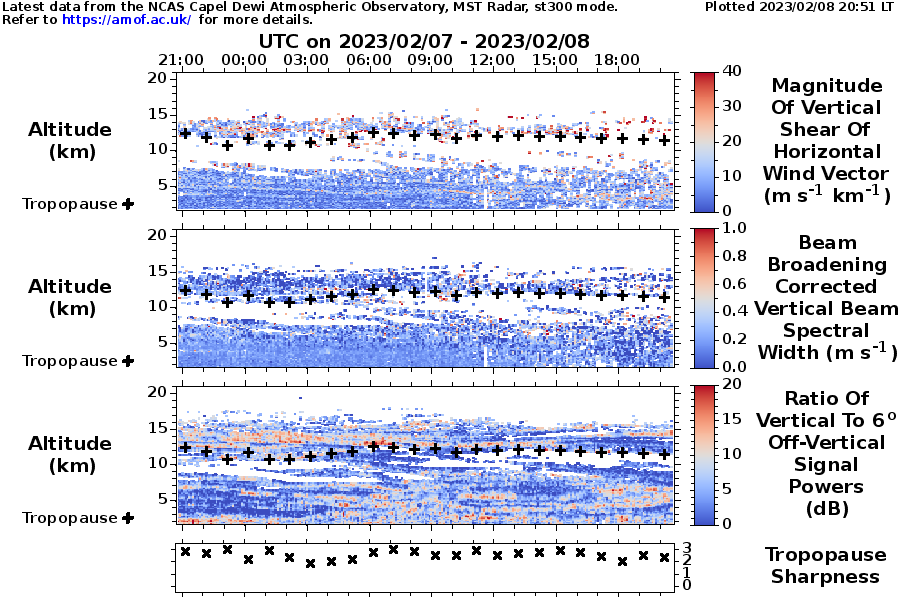 Latest data from the NCAS Capel Dewi Atmospheric Observatory, MST Radar, st300 mode.
Plotted 2023/02/08 20:51 LT
Refer to https://amof.ac.uk/ for more details.
UTC on 2023/02/07 - 2023/02/08
21:00 00:00 03:00 06:00 09:00 12:00 15:00 18:00
Altitude
(km)
Tropopause
20
15
10
5
40
30
20
10
0
Magnitude
Of Vertical
Shear Of
Horizontal
Wind Vector
(m s-1 km-1)
Altitude
(km)
Tropopause
20
15
10
5
1.0
0.8
0.6
0.4
0.2
0.0
Beam
Broadening
Corrected
Vertical Beam
Spectral
Width (m s-1)
Altitude
(km)
Tropopause
20
15
10
5
20
15
10
5
0
Ratio Of
Vertical To 6o
Off-Vertical
Signal
Powers
(dB)
3
2
1
0
Tropopause
Sharpness